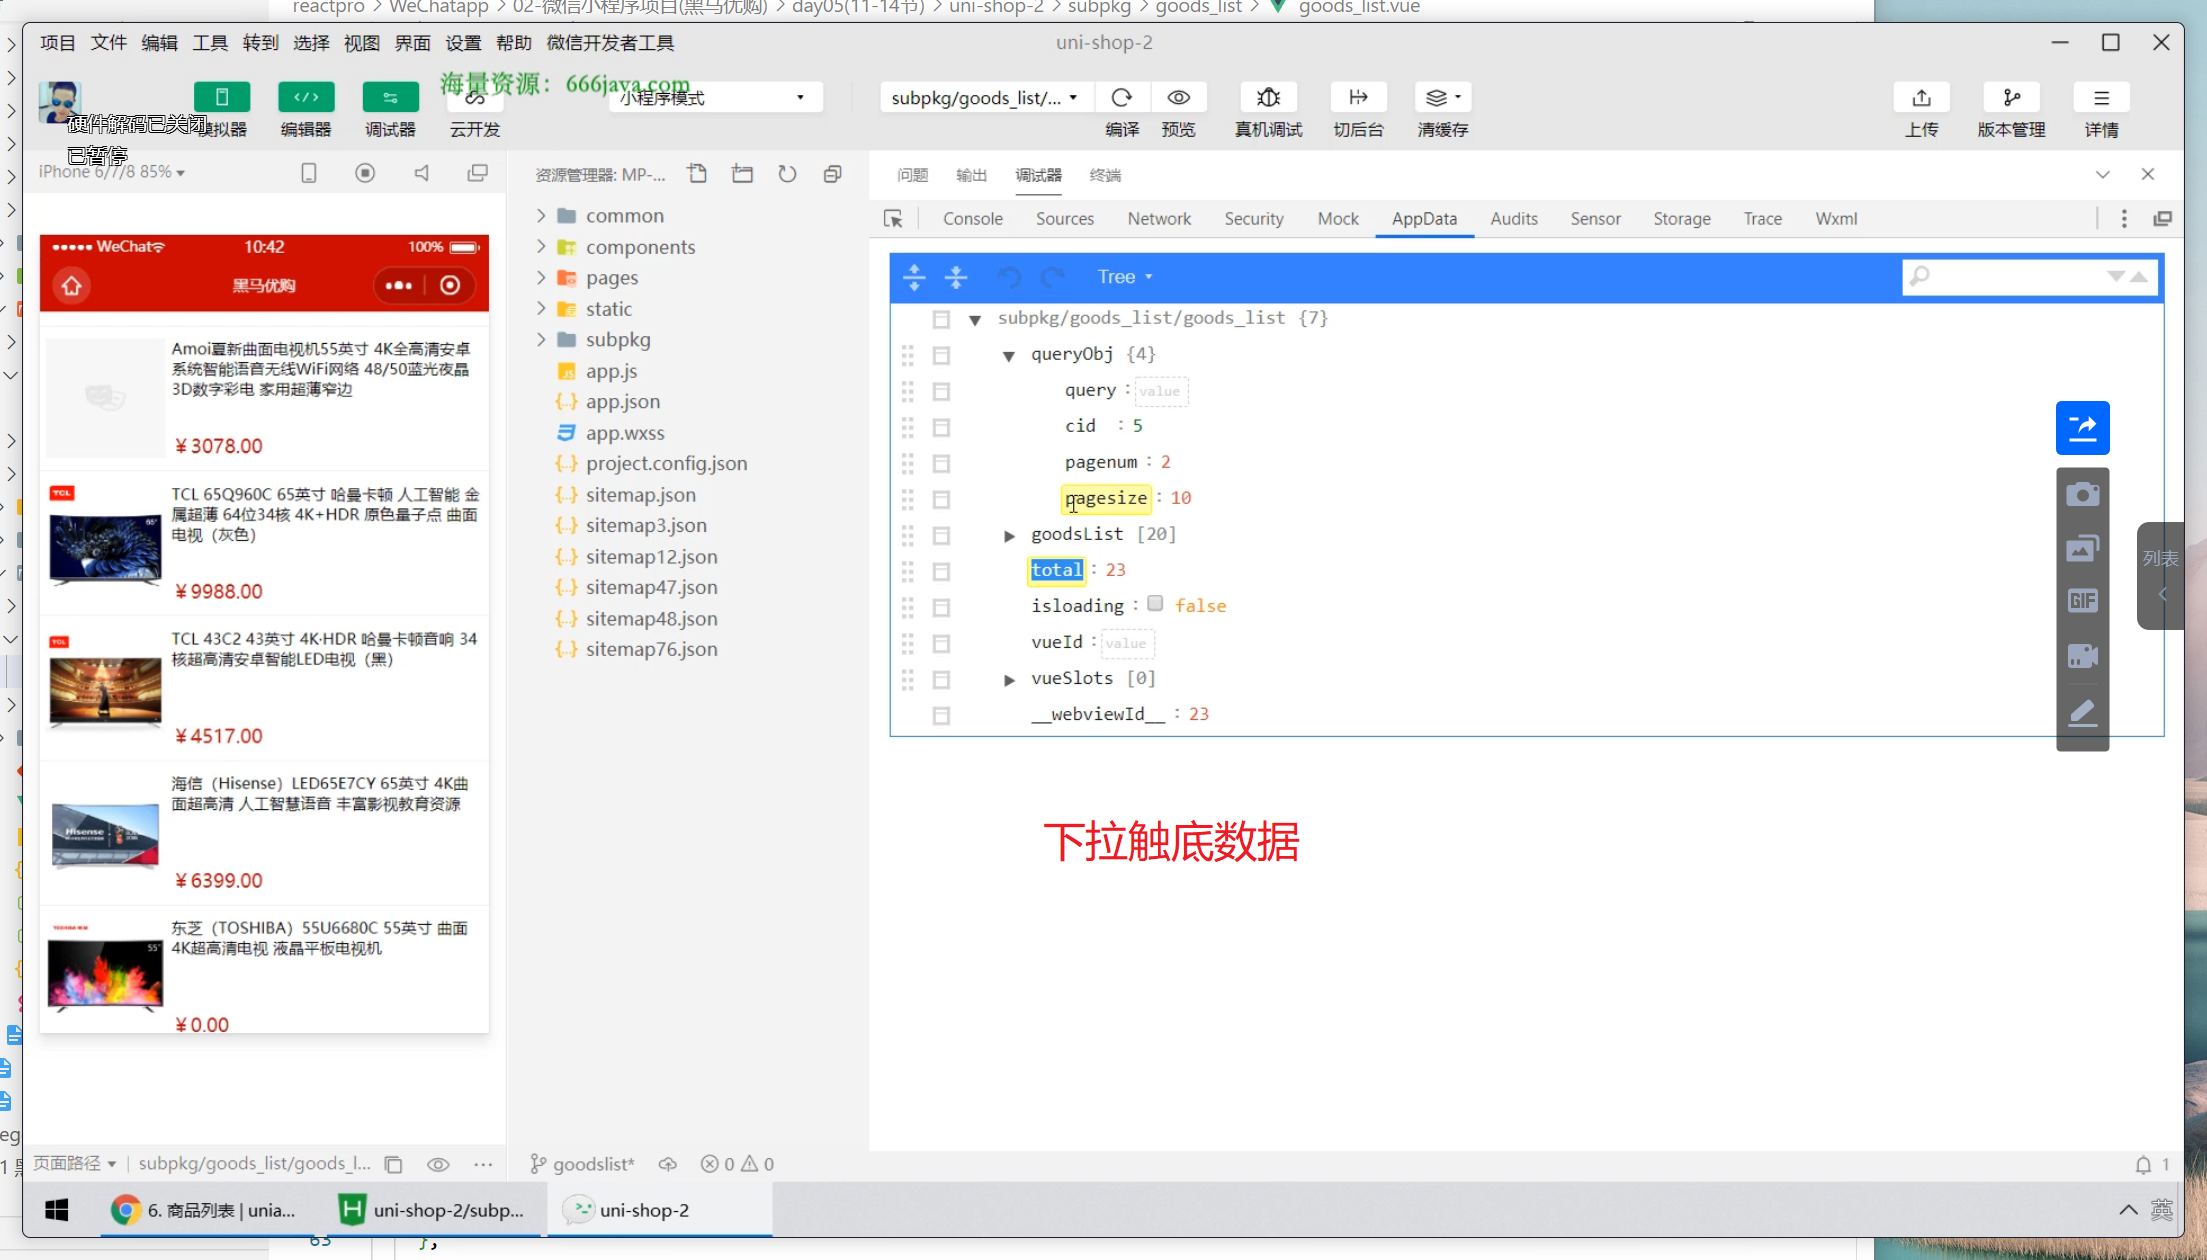 reactpro > WeChatapp > 02-微信小程序项目(黑马优购) > day05(11-14节) > uni-shop-2 > subpkg > goods_list > goods_list.vue
项目 文件 编辑 工具 转到 选择 视图 界面 设置 帮助 微信开发者工具
uni-shop-2
海量资源：666java.com
小程序模式
subpkg/goods_list/...
硬件解码已关闭
已暂停
模拟器 编辑器 调试器 云开发
编译 预览 真机调试 切后台 清缓存
上传 版本管理 详情
iPhone 6/7/8 85%
资源管理器: MP-...
问题 输出 调试器 终端
Console Sources Network Security Mock AppData Audits Sensor Storage Trace Wxml
WeChat 10:42 100%
黑马优购
Amoi夏新曲面电视机55英寸 4K全高清安卓
系统智能语音无线WiFi网络 48/50蓝光夜晶
3D数字彩电 家用超薄窄边
￥3078.00
TCL
TCL 65Q960C 65英寸 哈曼卡顿 人工智能 金
属超薄 64位34核 4K+HDR 原色量子点 曲面
电视（灰色）
65"
￥9988.00
TCL
TCL 43C2 43英寸 4K·HDR 哈曼卡顿音响 34
核超高清安卓智能LED电视（黑）
￥4517.00
海信（Hisense）LED65E7CY 65英寸 4K曲
面超高清 人工智慧语音 丰富影视教育资源
Hisense
￥6399.00
东芝（TOSHIBA）55U6680C 55英寸 曲面
4K超高清电视 液晶平板电视机
55"
￥0.00
common
components
pages
static
subpkg
app.js
app.json
app.wxss
project.config.json
sitemap.json
sitemap3.json
sitemap12.json
sitemap47.json
sitemap48.json
sitemap76.json
Tree
subpkg/goods_list/goods_list {7}
queryObj {4}
query : value
cid : 5
pagenum : 2
pagesize : 10
goodsList [20]
total : 23
isloading : false
vueId : value
vueSlots [0]
__webviewId__ : 23
GIF
列表
下拉触底数据
页面路径 subpkg/goods_list/goods_l...
goodslist* 0 0
1
6. 商品列表 | unia...
uni-shop-2/subp...
uni-shop-2
英
63 },